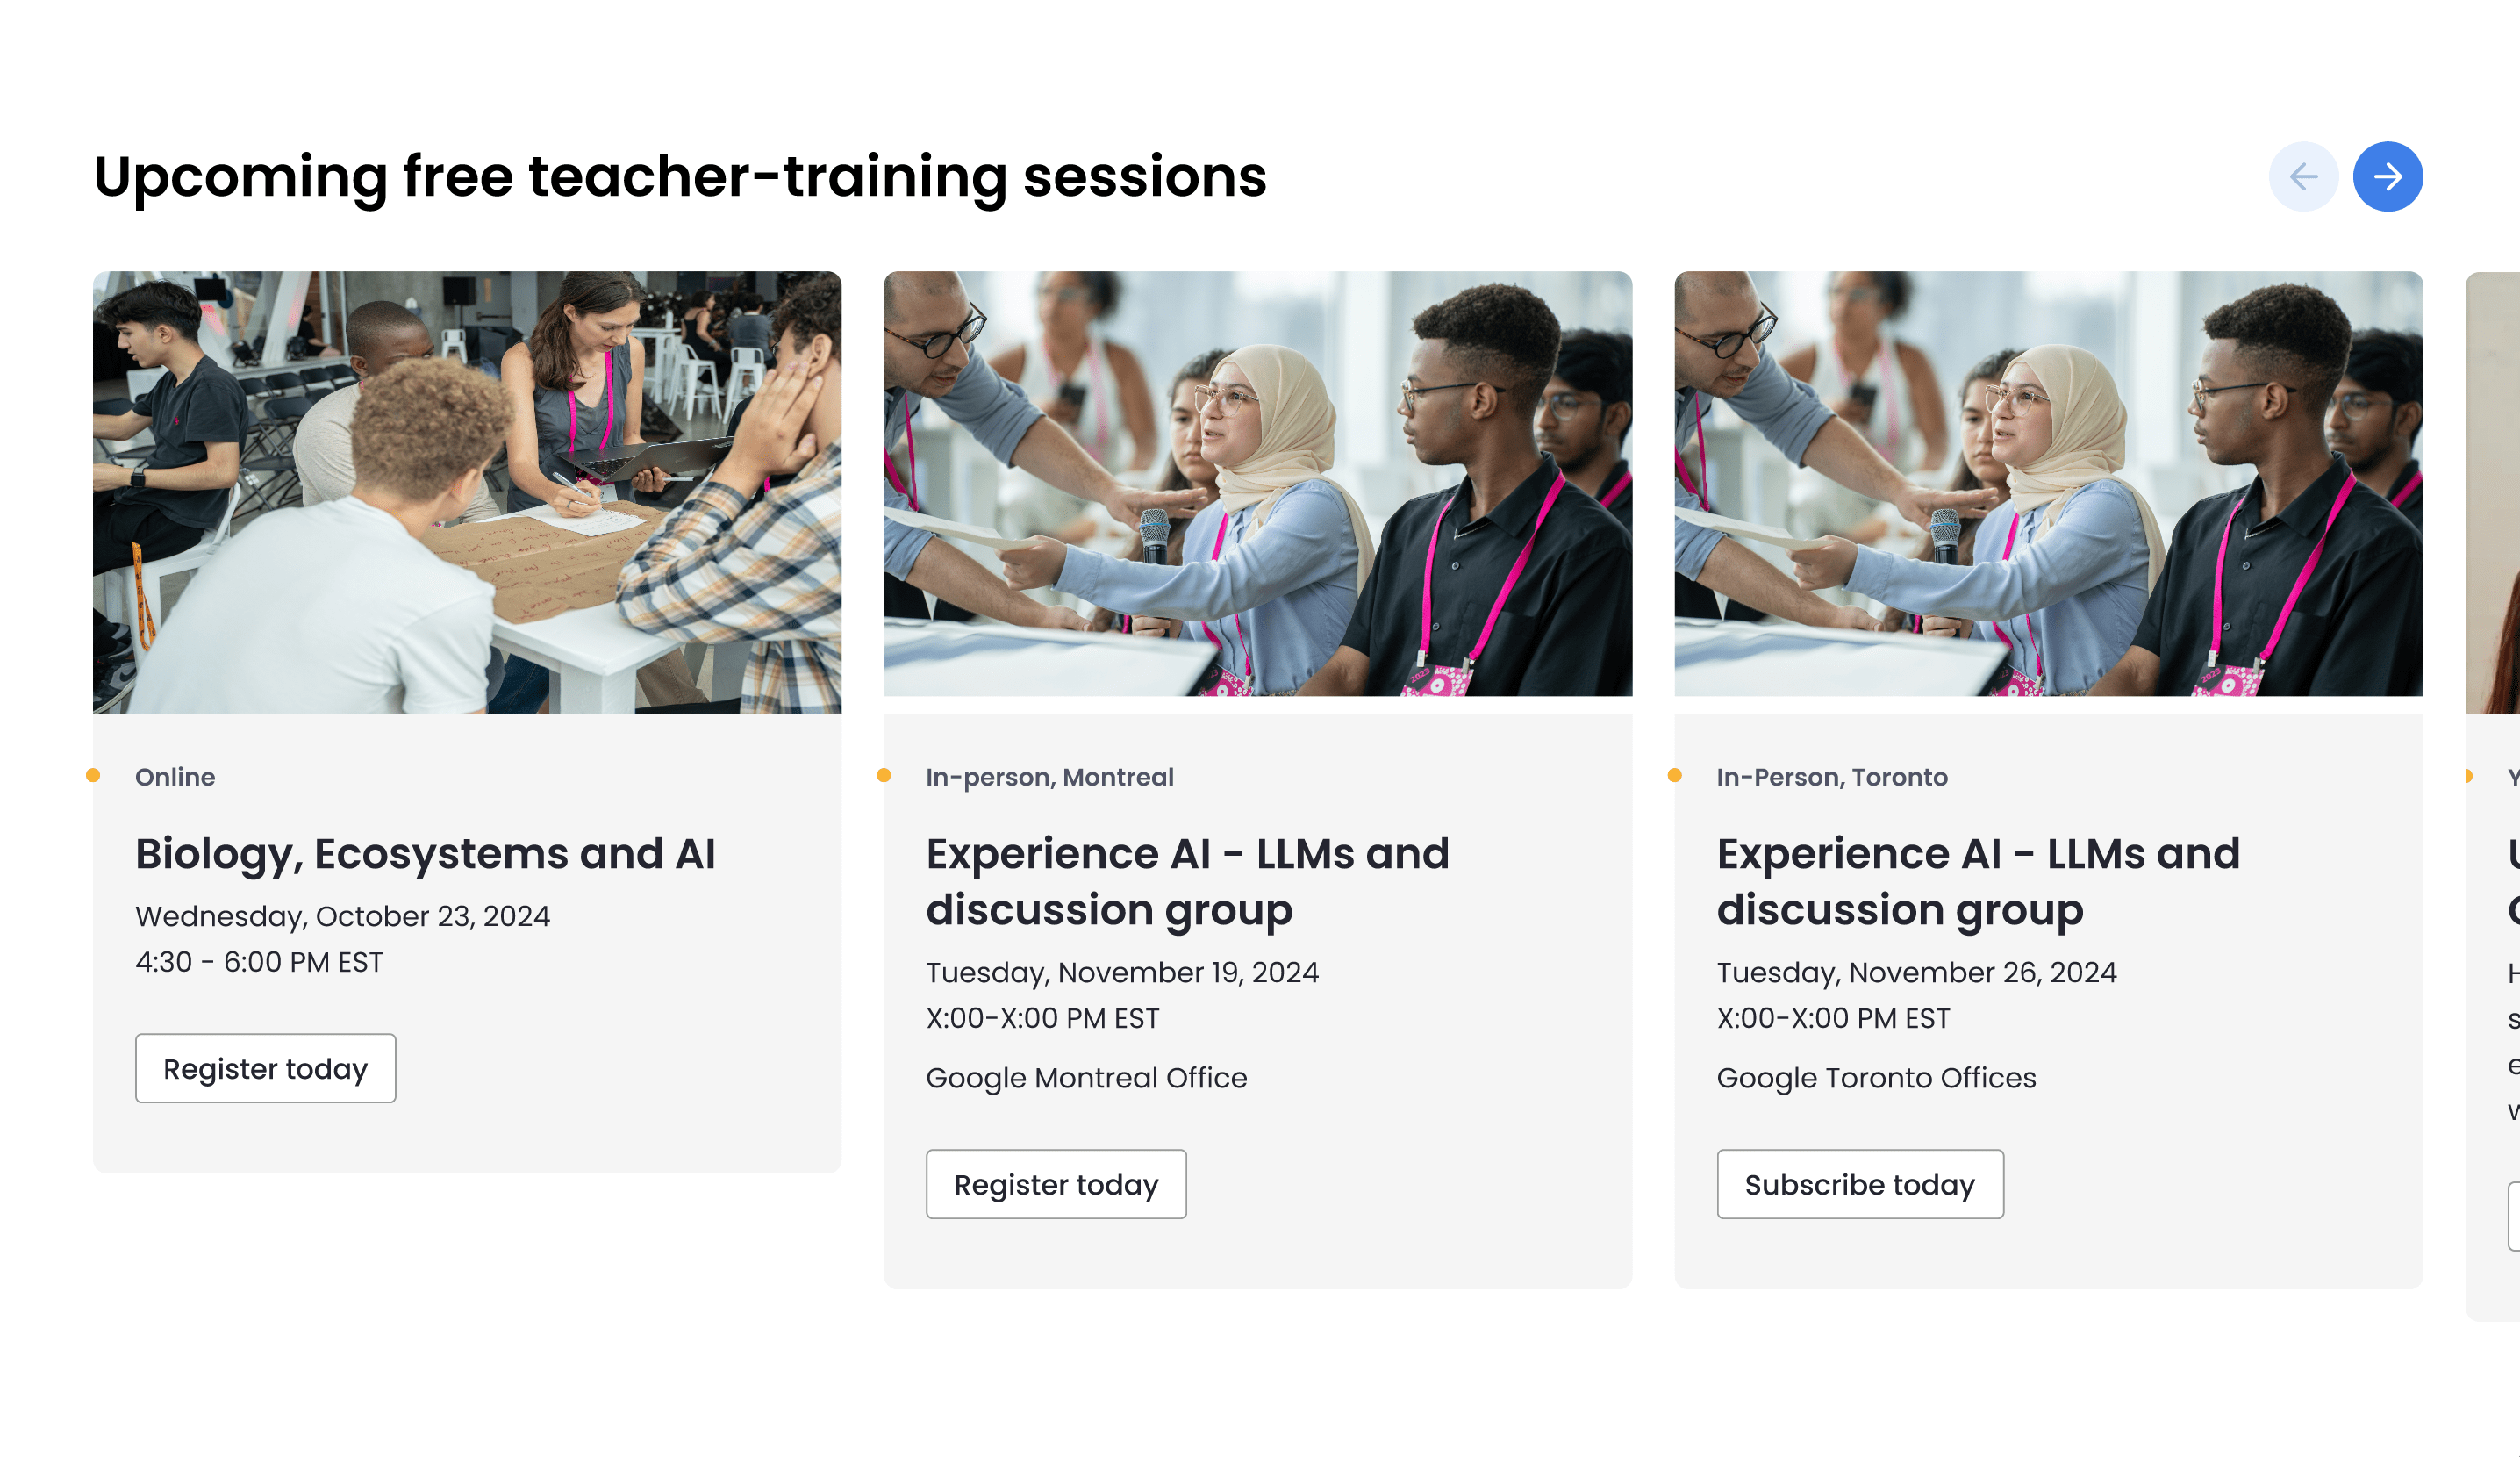 Upcoming free teacher-training sessions
Online
Biology, Ecosystems and AI
Wednesday, October 23, 2024
4:30 - 6:00 PM EST
Register today
In-person, Montreal
Experience AI - LLMs and
discussion group
Tuesday, November 19, 2024
X:00-X:00 PM EST
Google Montreal Office
Register today
In-Person, Toronto
Experience AI - LLMs and
discussion group
Tuesday, November 26, 2024
X:00-X:00 PM EST
Google Toronto Offices
Subscribe today